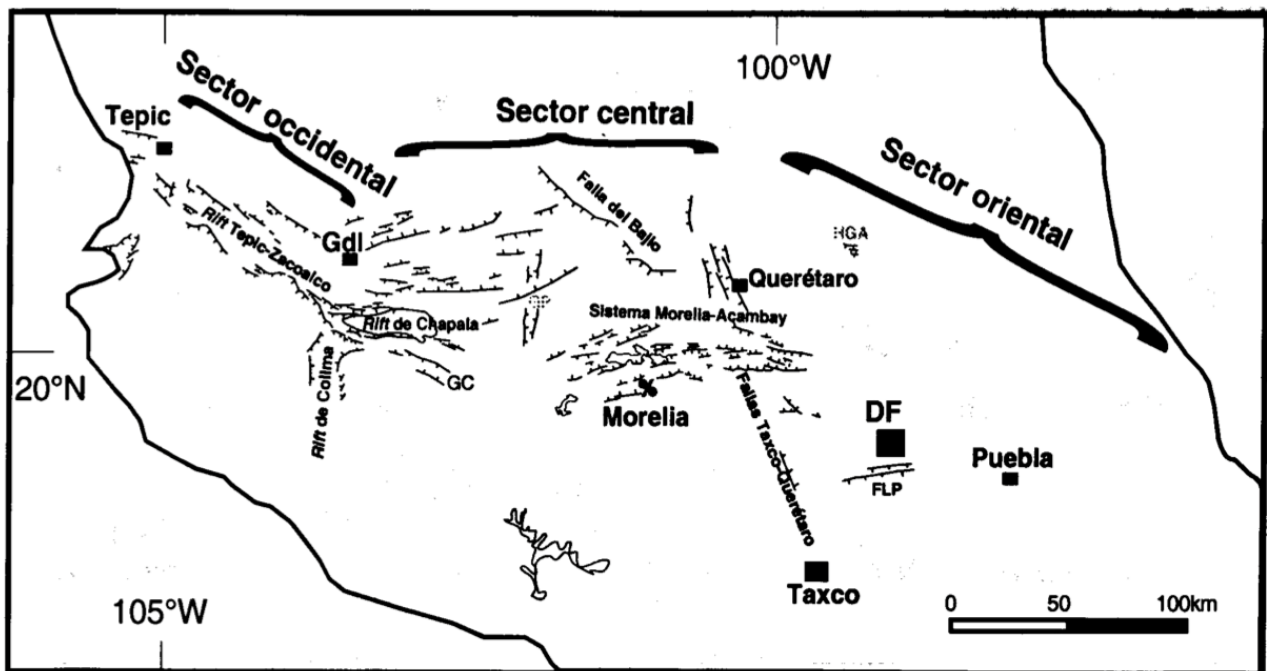 100°W
Sector occidental
Sector central
Sector oriental
Tepic
Falla del Bajío
Rift Tepic-Zacoalco
Gdl
HGA
Querétaro
Sistema Morelia-Acambay
Rift de Chapala
20°N
Rift de Colima
GC
Morelia
Fallas Taxco-Querétaro
DF
Puebla
FLP
Taxco
105°W
0 50 100km